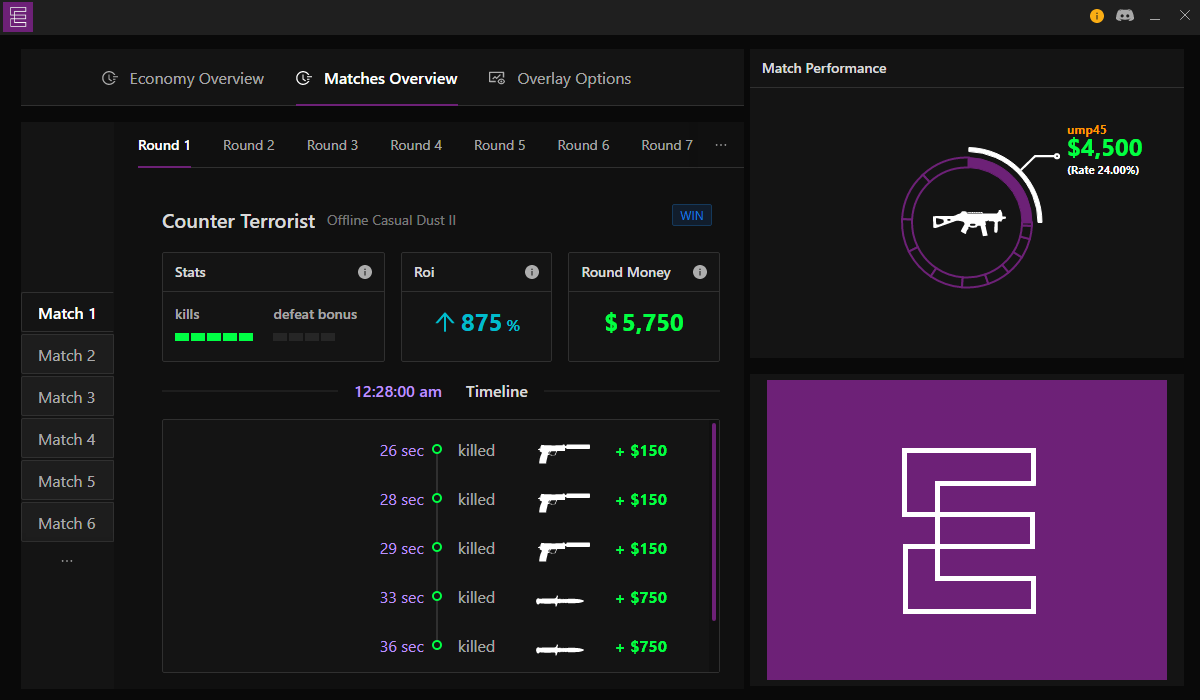 Economy Overview
Matches Overview
Overlay Options
Match 1
Match 2
Match 3
Match 4
Match 5
Match 6
...
Round 1
Round 2
Round 3
Round 4
Round 5
Round 6
Round 7
...
Counter Terrorist Offline Casual Dust II
WIN
Stats
kills
defeat bonus
Roi
875 %
Round Money
$ 5,750
12:28:00 am Timeline
26 sec killed + $150
28 sec killed + $150
29 sec killed + $150
33 sec killed + $750
36 sec killed + $750
Match Performance
ump45
$4,500
(Rate 24.00%)
E